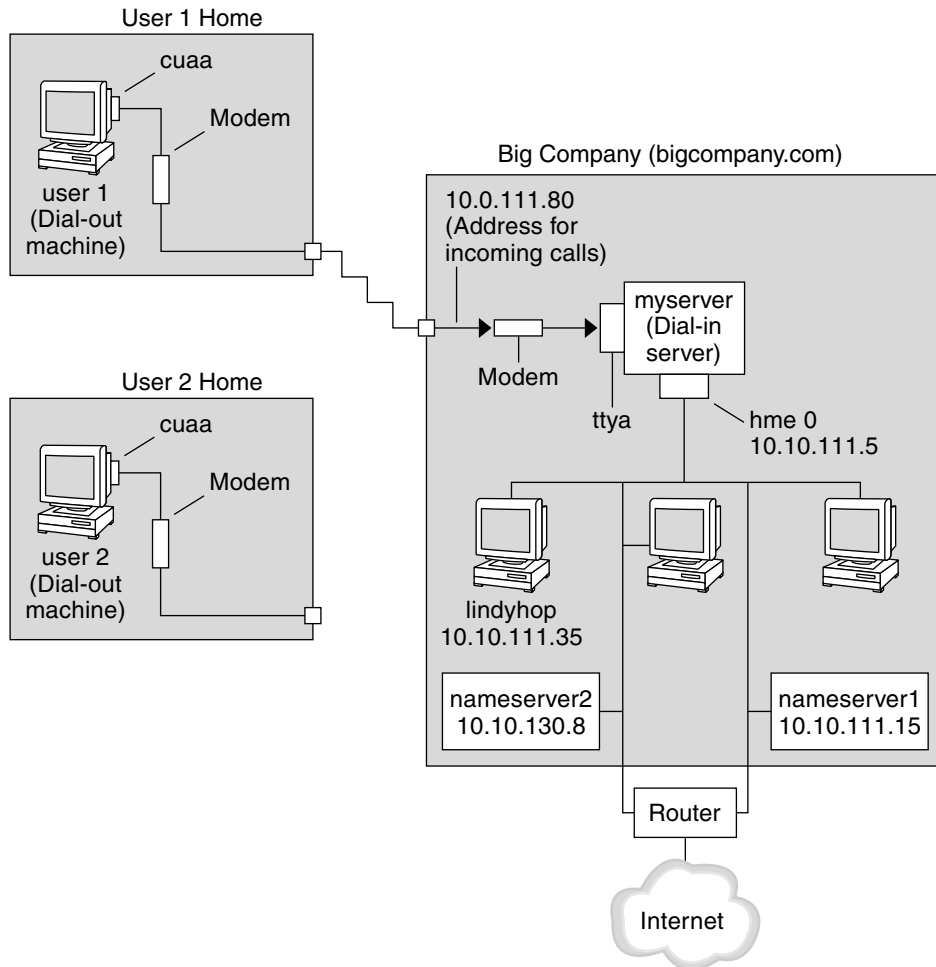 User 1 Home
cuaa
Modem
user 1
(Dial-out
machine)
Big Company (bigcompany.com)
10.0.111.80
(Address for
incoming calls)
myserver
(Dial-in
server)
Modem
ttya
hme 0
10.10.111.5
User 2 Home
cuaa
Modem
user 2
(Dial-out
machine)
lindyhop
10.10.111.35
nameserver2
10.10.130.8
nameserver1
10.10.111.15
Router
Internet